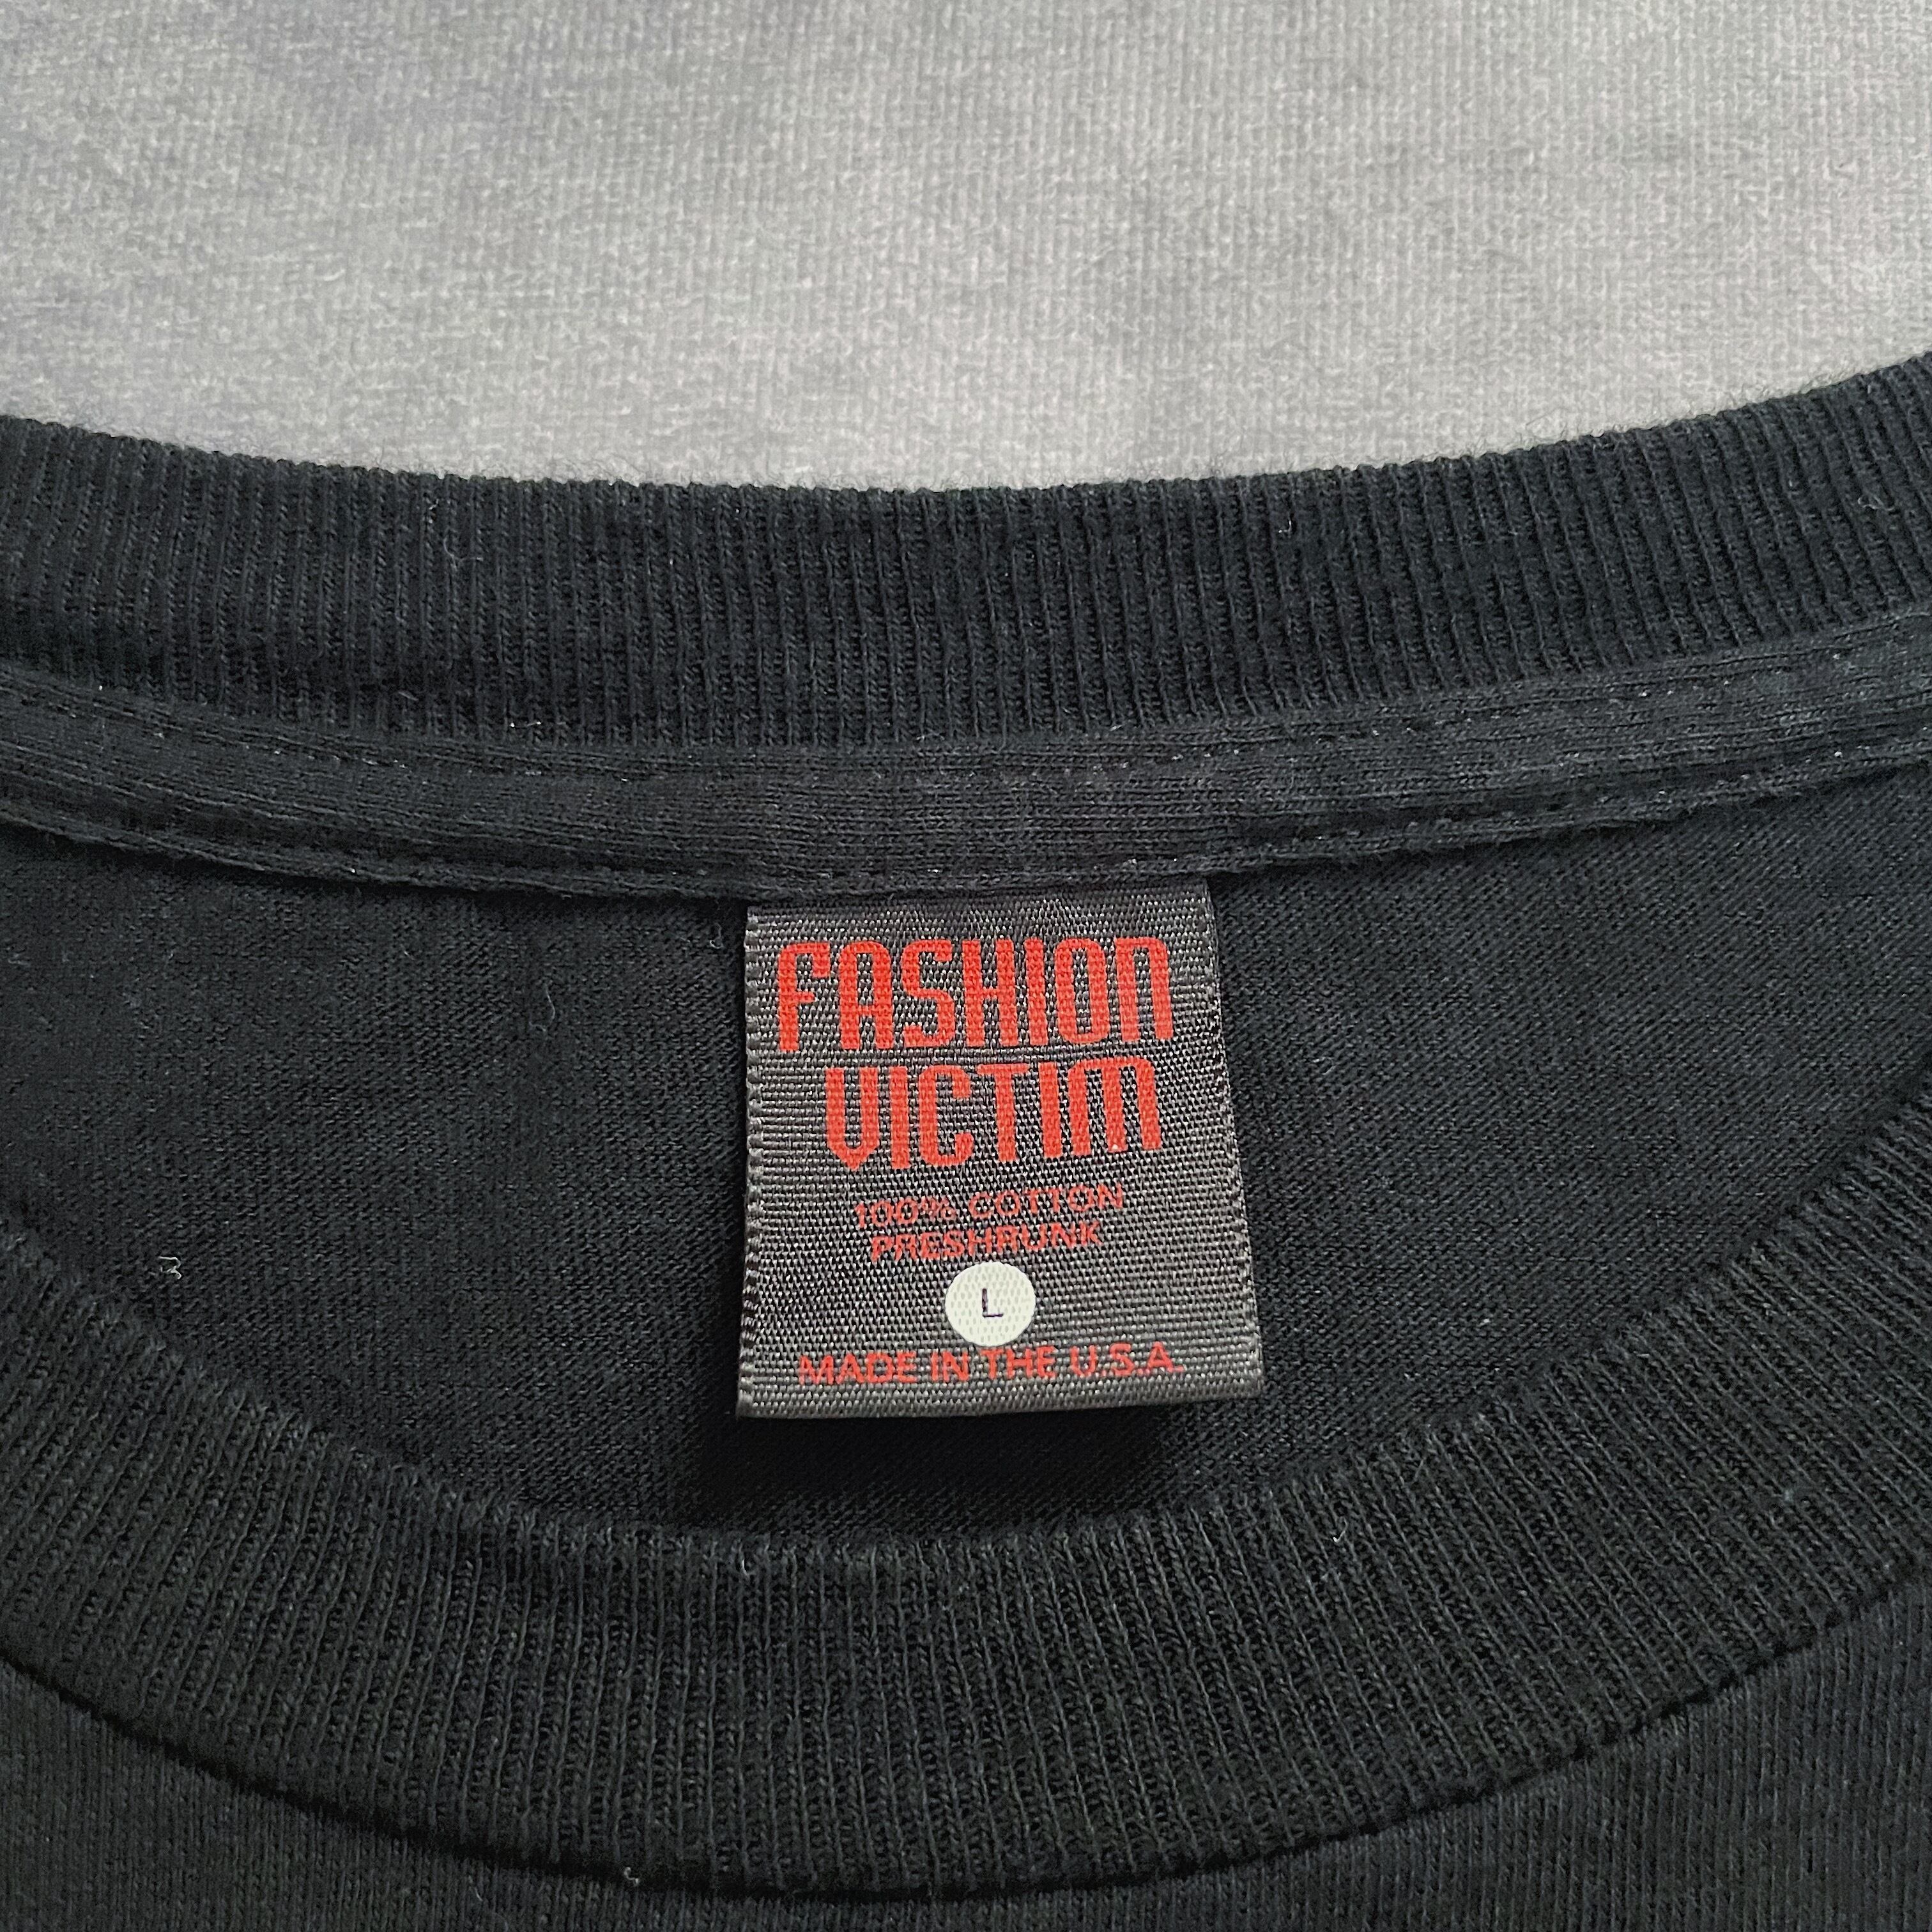 FASHION
VICTIM
100% COTTON
PRESHRUNK
L
MADE IN THE U.S.A.